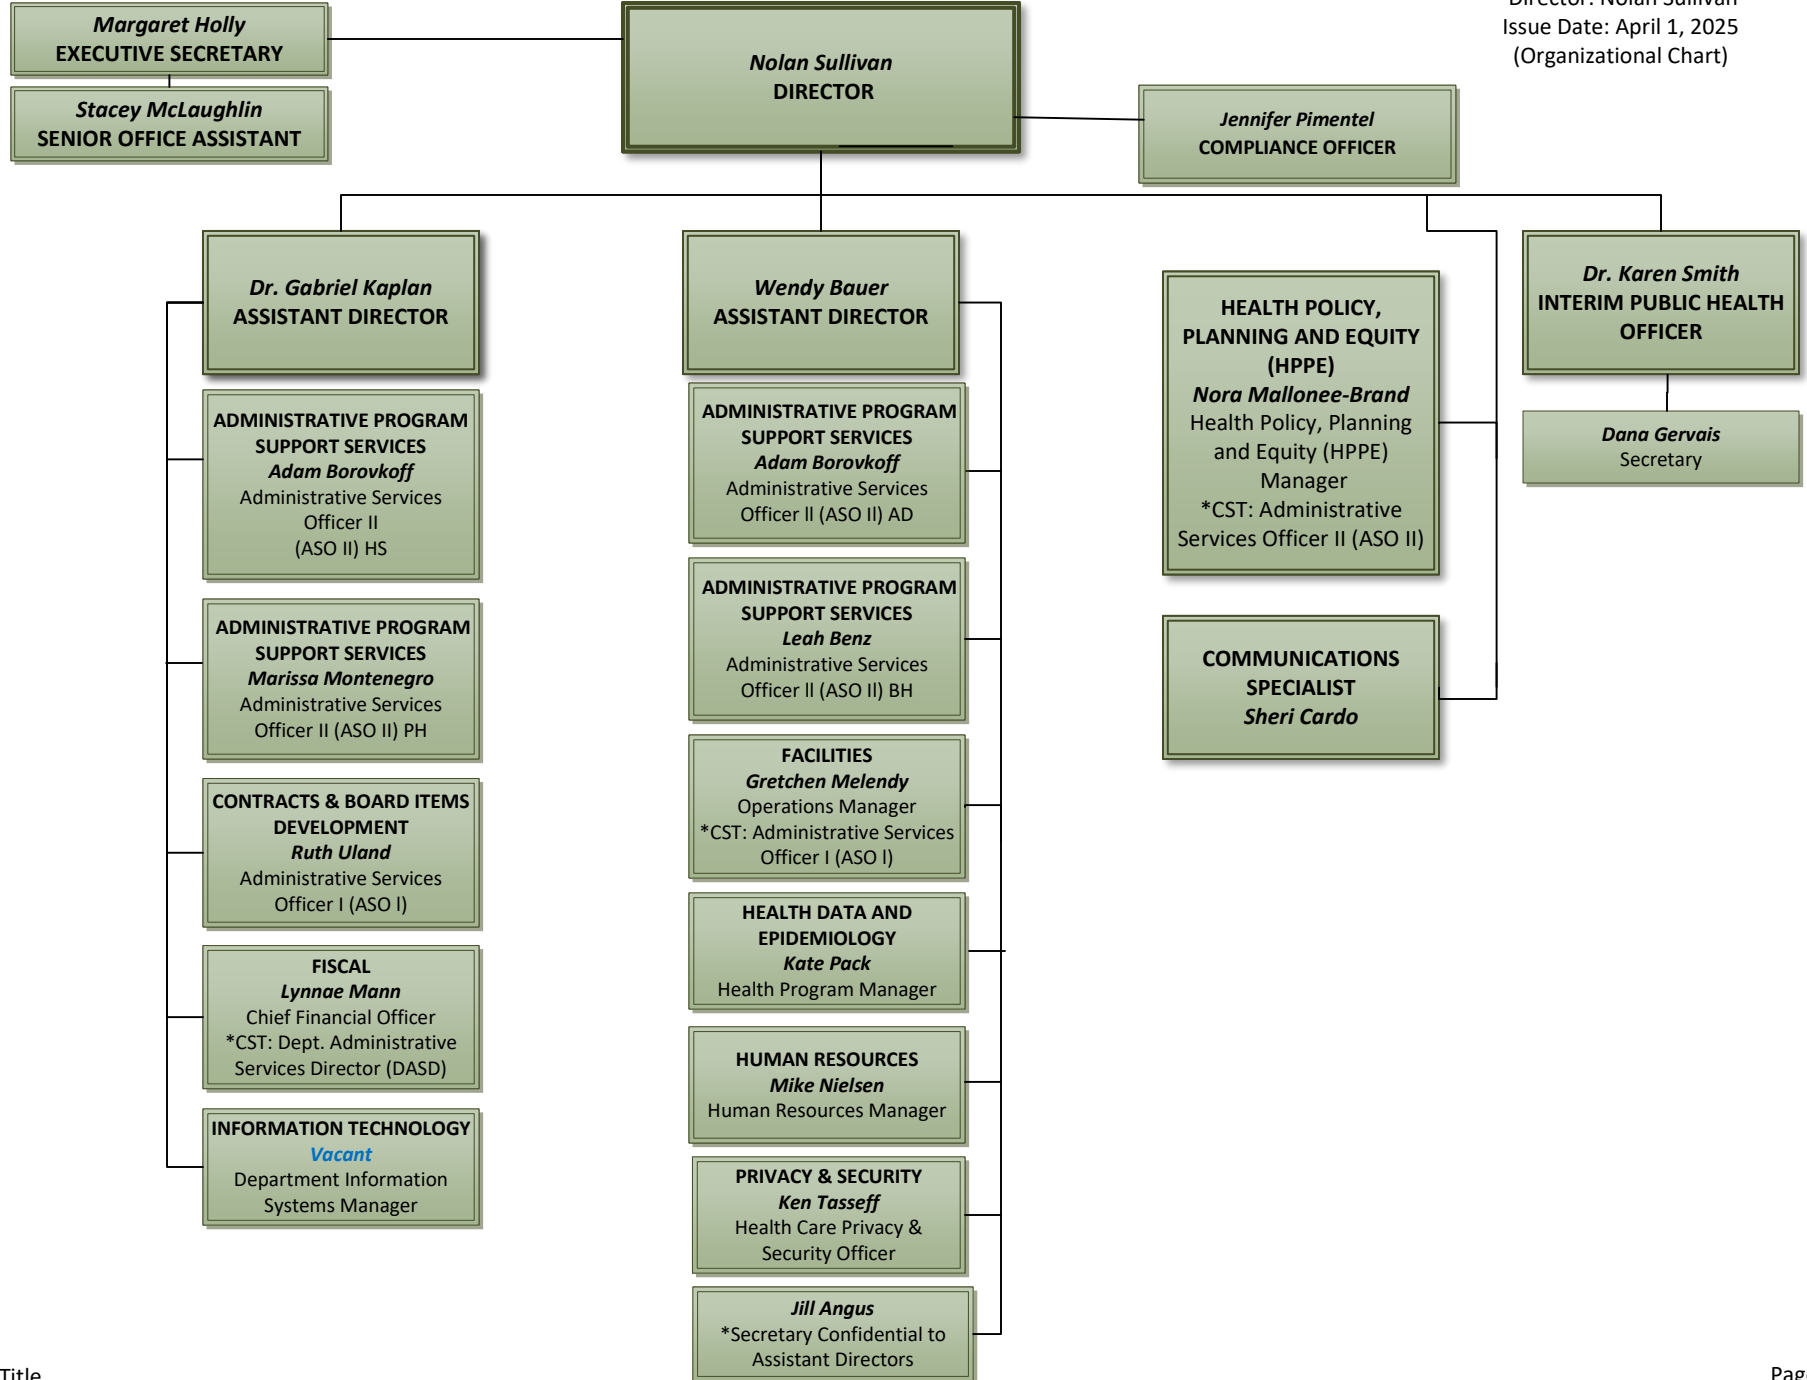 Margaret Holly
EXECUTIVE SECRETARY
Stacey McLaughlin
SENIOR OFFICE ASSISTANT
Nolan Sullivan
DIRECTOR
Director: Nolan Sullivan
Issue Date: April 1, 2025
(Organizational Chart)
Jennifer Pimentel
COMPLIANCE OFFICER
Dr. Gabriel Kaplan
ASSISTANT DIRECTOR
ADMINISTRATIVE PROGRAM
SUPPORT SERVICES
Adam Borovkoff
Administrative Services
Officer II
(ASO II) HS
ADMINISTRATIVE PROGRAM
SUPPORT SERVICES
Marissa Montenegro
Administrative Services
Officer II (ASO II) PH
CONTRACTS & BOARD ITEMS
DEVELOPMENT
Ruth Uland
Administrative Services
Officer I (ASO l)
FISCAL
Lynnae Mann
Chief Financial Officer
*CST: Dept. Administrative
Services Director (DASD)
INFORMATION TECHNOLOGY
Vacant
Department Information
Systems Manager
Wendy Bauer
ASSISTANT DIRECTOR
ADMINISTRATIVE PROGRAM
SUPPORT SERVICES
Adam Borovkoff
Administrative Services
Officer ll (ASO Il) AD
ADMINISTRATIVE PROGRAM
SUPPORT SERVICES
Leah Benz
Administrative Services
Officer ll (ASO Il) BH
FACILITIES
Gretchen Melendy
Operations Manager
*CST: Administrative Services
Officer I (ASO l)
HEALTH DATA AND
EPIDEMIOLOGY
Kate Pack
Health Program Manager
HUMAN RESOURCES
Mike Nielsen
Human Resources Manager
PRIVACY & SECURITY
Ken Tasseff
Health Care Privacy &
Security Officer
Jill Angus
*Secretary Confidential to
Assistant Directors
HEALTH POLICY,
PLANNING AND EQUITY
(HPPE)
Nora Mallonee-Brand
Health Policy, Planning
and Equity (HPPE)
Manager
*CST: Administrative
Services Officer II (ASO II)
COMMUNICATIONS
SPECIALIST
Sheri Cardo
Dr. Karen Smith
INTERIM PUBLIC HEALTH
OFFICER
Dana Gervais
Secretary
Title